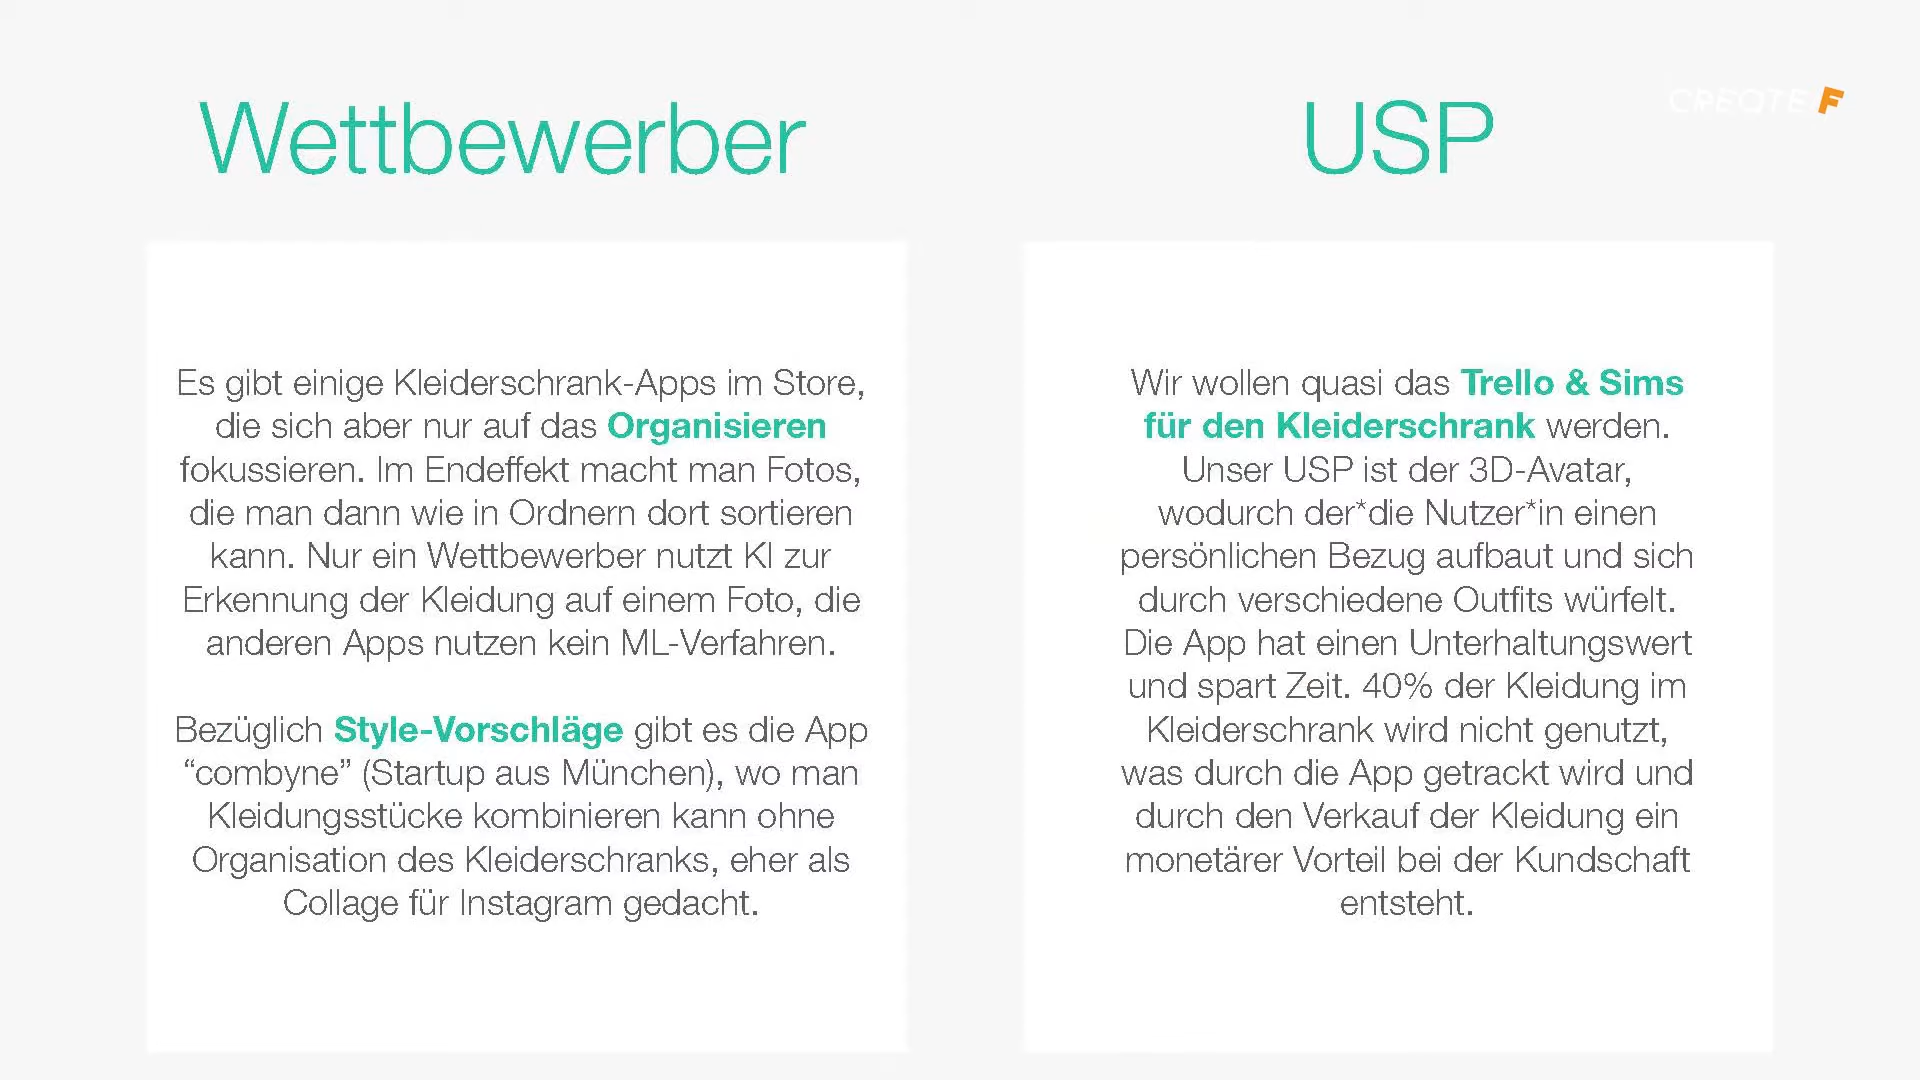 Wettbewerber
Es gibt einige Kleiderschrank-Apps im Store,
die sich aber nur auf das Organisieren
fokussieren. Im Endeffekt macht man Fotos,
die man dann wie in Ordnern dort sortieren
kann. Nur ein Wettbewerber nutzt KI zur
Erkennung der Kleidung auf einem Foto, die
anderen Apps nutzen kein ML-Verfahren.
Bezüglich Style-Vorschläge gibt es die App
“combyne” (Startup aus München), wo man
Kleidungsstücke kombinieren kann ohne
Organisation des Kleiderschranks, eher als
Collage für Instagram gedacht.
USP
Wir wollen quasi das Trello & Sims
für den Kleiderschrank werden.
Unser USP ist der 3D-Avatar,
wodurch der*die Nutzer*in einen
persönlichen Bezug aufbaut und sich
durch verschiedene Outfits würfelt.
Die App hat einen Unterhaltungswert
und spart Zeit. 40% der Kleidung im
Kleiderschrank wird nicht genutzt,
was durch die App getrackt wird und
durch den Verkauf der Kleidung ein
monetärer Vorteil bei der Kundschaft
entsteht.
CREATE F